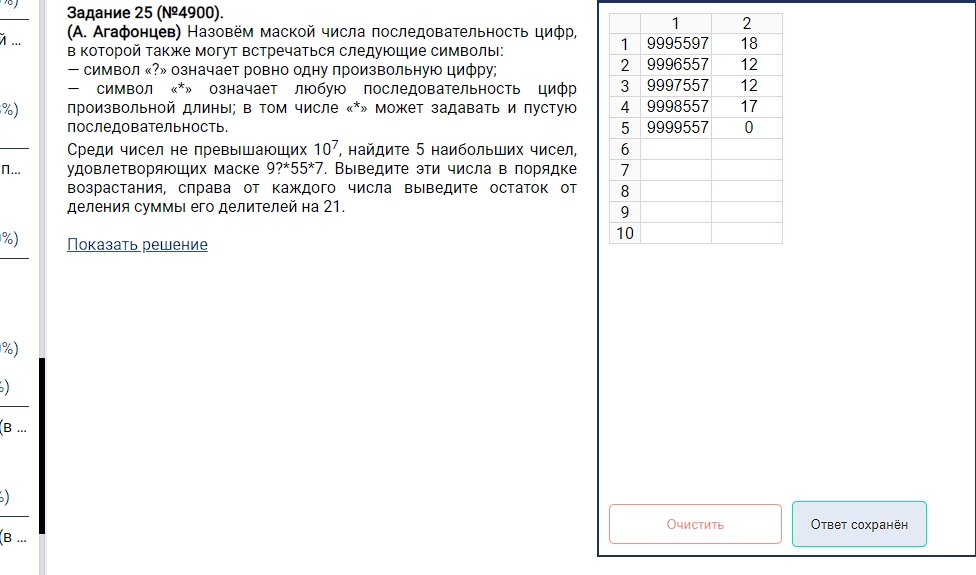 %)
й ...
%)
п...
%)
%)
%)
(в ...
%)
(в ...
Задание 25 (№4900).
(А. Агафонцев) Назовём маской числа последовательность цифр,
в которой также могут встречаться следующие символы:
— символ «?» означает ровно одну произвольную цифру;
— символ «*» означает любую последовательность цифр
произвольной длины; в том числе «*» может задавать и пустую
последовательность.
Среди чисел не превышающих 10⁷, найдите 5 наибольших чисел,
удовлетворяющих маске 9?*55*7. Выведите эти числа в порядке
возрастания, справа от каждого числа выведите остаток от
деления суммы его делителей на 21.
Показать решение
1 2
1 9995597 18
2 9996557 12
3 9997557 12
4 9998557 17
5 9999557 0
6
7
8
9
10
Очистить
Ответ сохранён